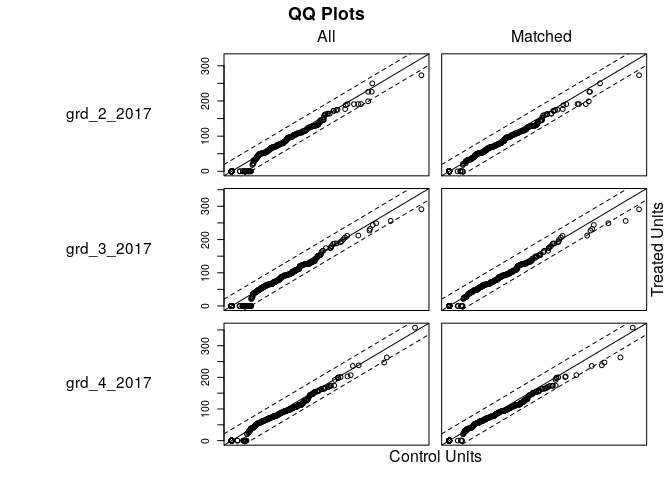 QQ Plots
All Matched
grd_2_2017
0 100 200 300
grd_3_2017
0 100 200 300
Treated Units
grd_4_2017
0 100 200 300
Control Units